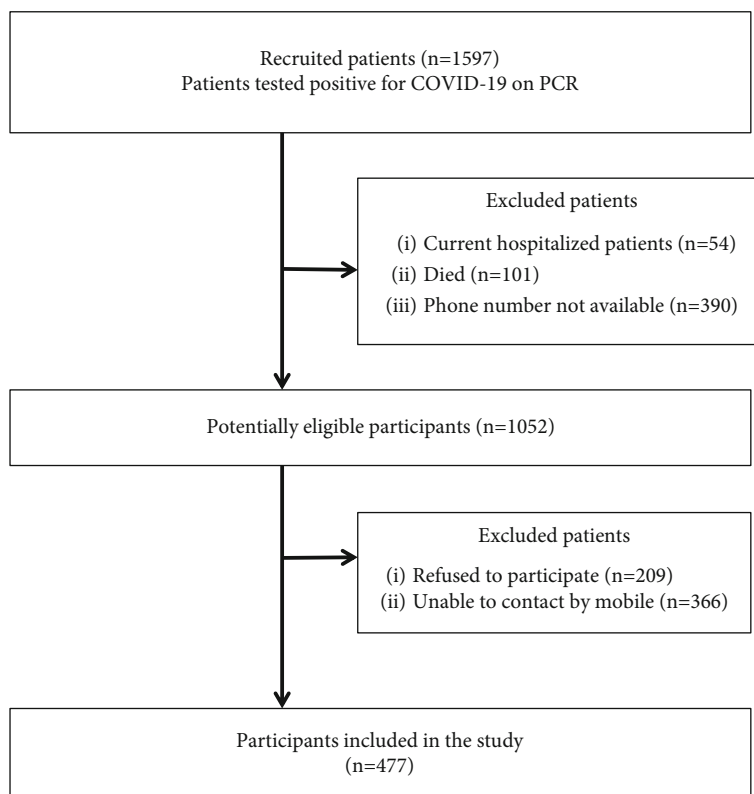 Recruited patients (n=1597)
Patients tested positive for COVID-19 on PCR
Excluded patients
(i) Current hospitalized patients (n=54)
(ii) Died (n=101)
(iii) Phone number not available (n=390)
Potentially eligible participants (n=1052)
Excluded patients
(i) Refused to participate (n=209)
(ii) Unable to contact by mobile (n=366)
Participants included in the study
(n=477)